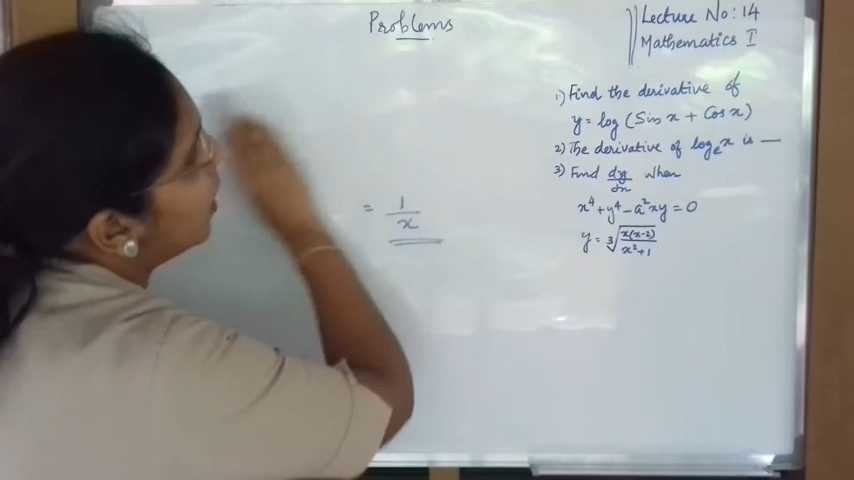 Problems
Lecture No: 14
Mathematics I
1) Find the derivative of
y = log (Sin x + Cos x)
2) The derivative of logₑx is —
3) Find dy/dx when
x⁴ + y⁴ - a²xy = 0
y = ³√(x(x-2)/(x²+1))
= 1/x